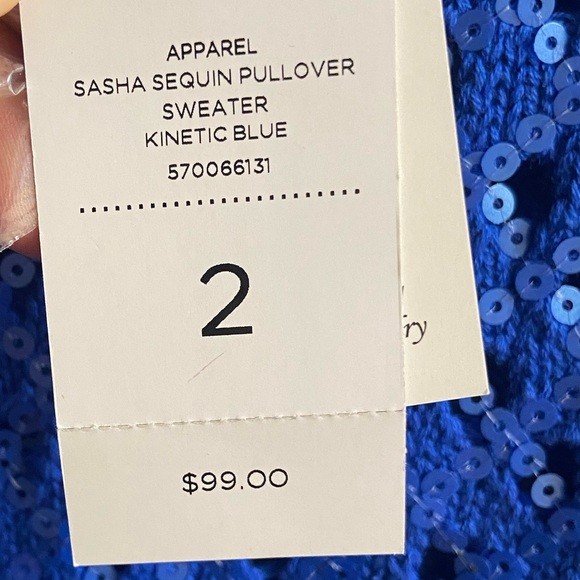 APPAREL
SASHA SEQUIN PULLOVER
SWEATER
KINETIC BLUE
570066131
2
$99.00